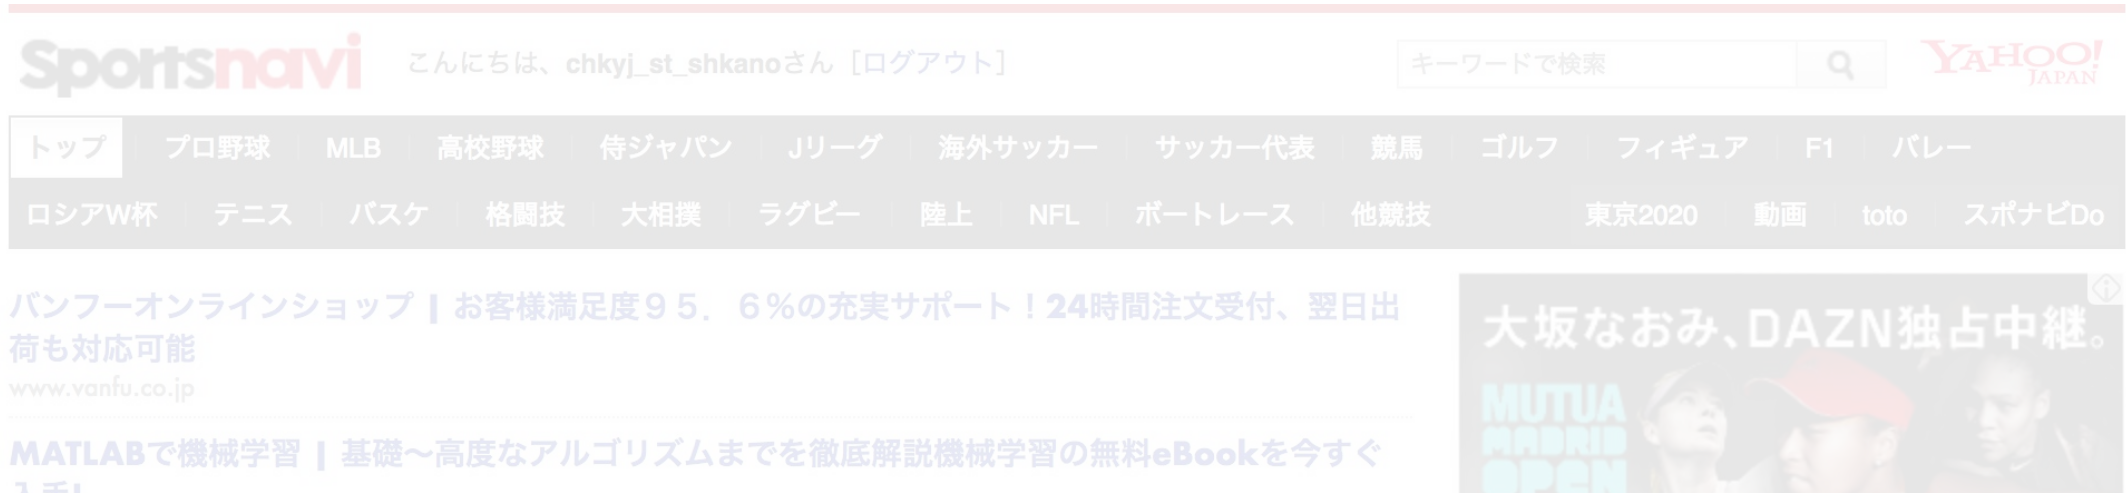 Sportsnavi こんにちは、chkyj_st_shkanoさん [ログアウト] キーワードで検索 YAHOO! JAPAN
トップ プロ野球 MLB 高校野球 侍ジャパン Jリーグ 海外サッカー サッカー代表 競馬 ゴルフ フィギュア F1 バレー
ロシアW杯 テニス バスケ 格闘技 大相撲 ラグビー 陸上 NFL ボートレース 他競技 東京2020 動画 toto スポナビDo
バンフーオンラインショップ | お客様満足度９５．６％の充実サポート！24時間注文受付、翌日出
荷も対応可能
www.vanfu.co.jp
MATLABで機械学習 | 基礎〜高度なアルゴリズムまでを徹底解説機械学習の無料eBookを今すぐ
入手!
大坂なおみ、DAZN独占中継。
MUTUA
MADRID
OPEN